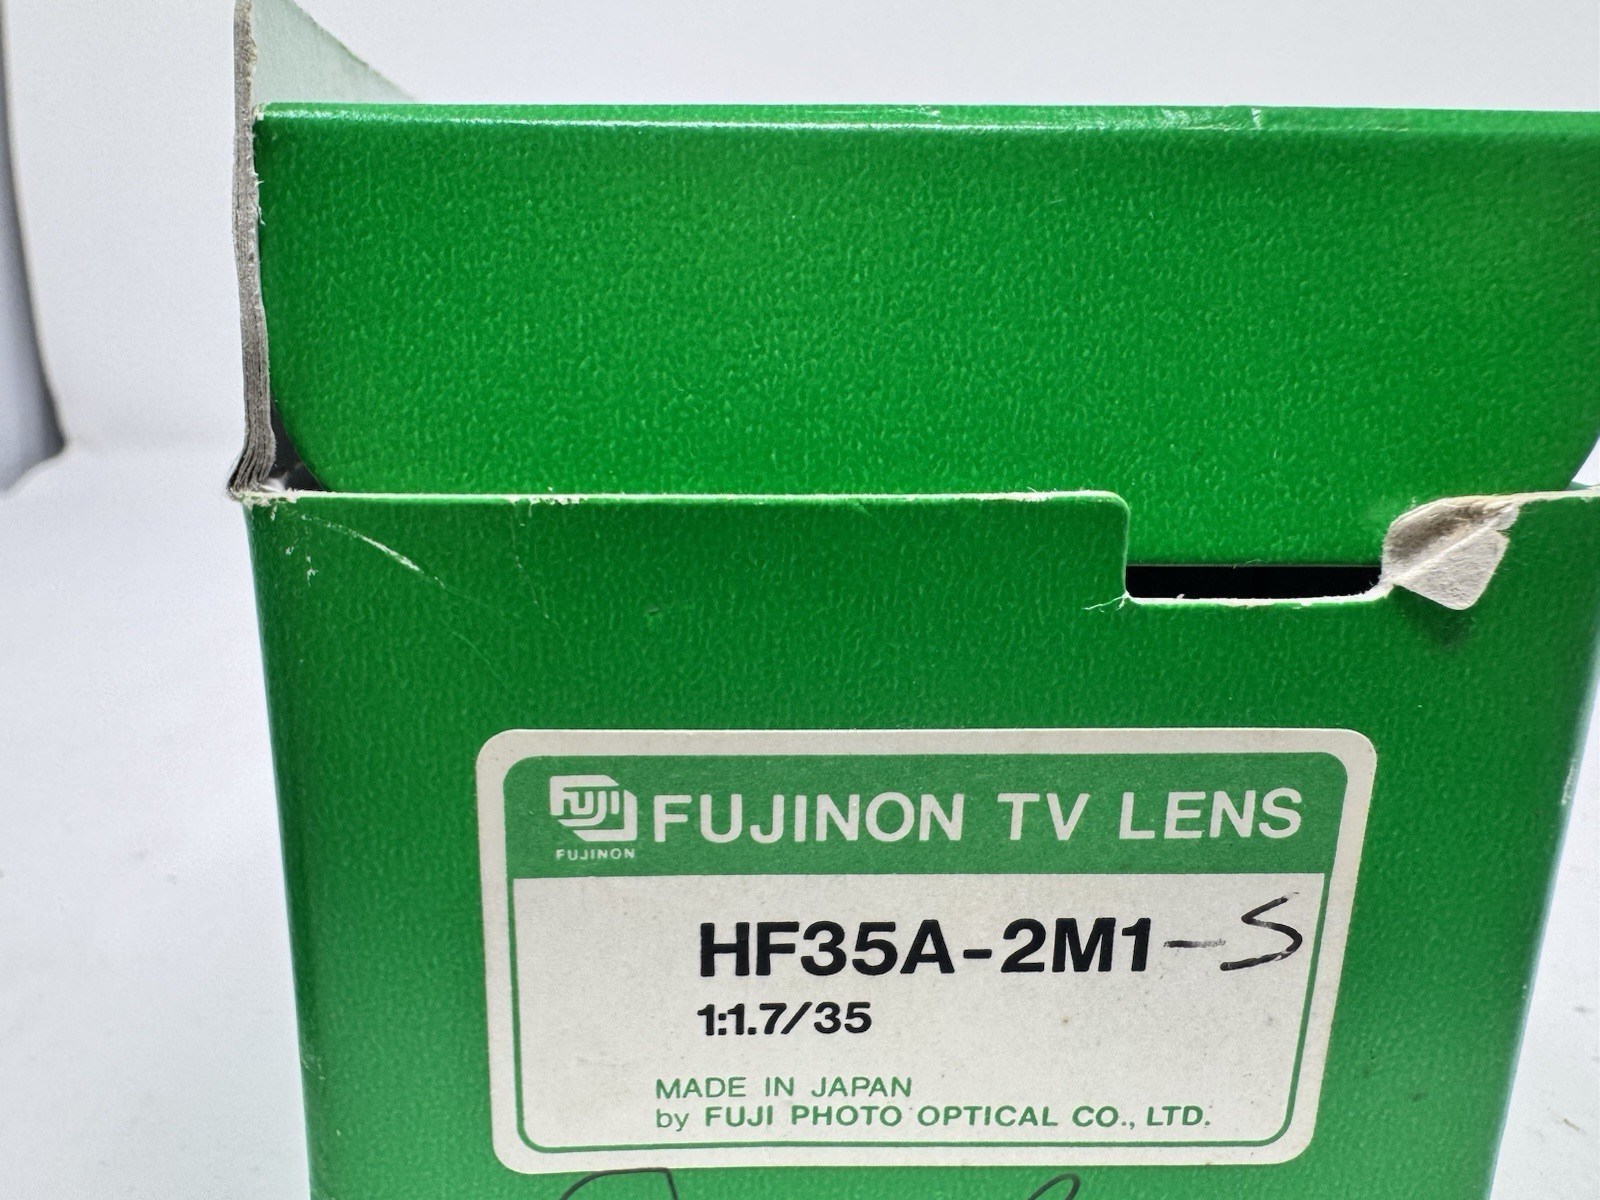 FUJI
FUJINON
FUJINON TV LENS
HF35A-2M1-S
1:1.7/35
MADE IN JAPAN
by FUJI PHOTO OPTICAL CO., LTD.